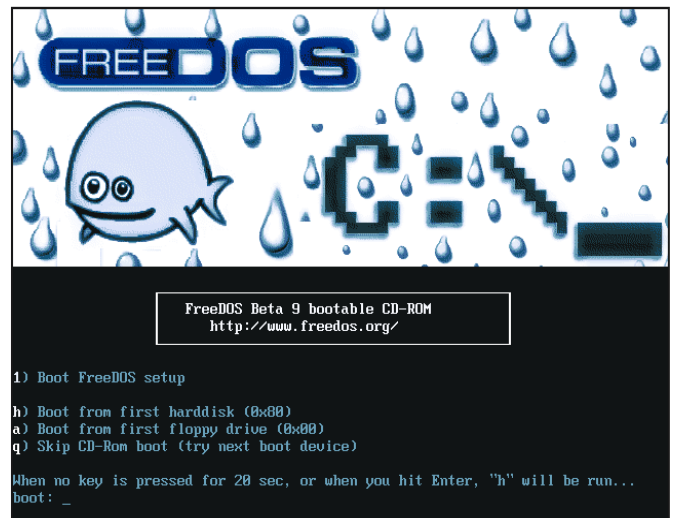 FREEDOS
C:\_
FreeDOS Beta 9 bootable CD-ROM
http://www.freedos.org/
1) Boot FreeDOS setup
h) Boot from first harddisk (0x80)
a) Boot from first floppy drive (0x00)
q) Skip CD-Rom boot (try next boot device)
When no key is pressed for 20 sec, or when you hit Enter, "h" will be run...
boot: _